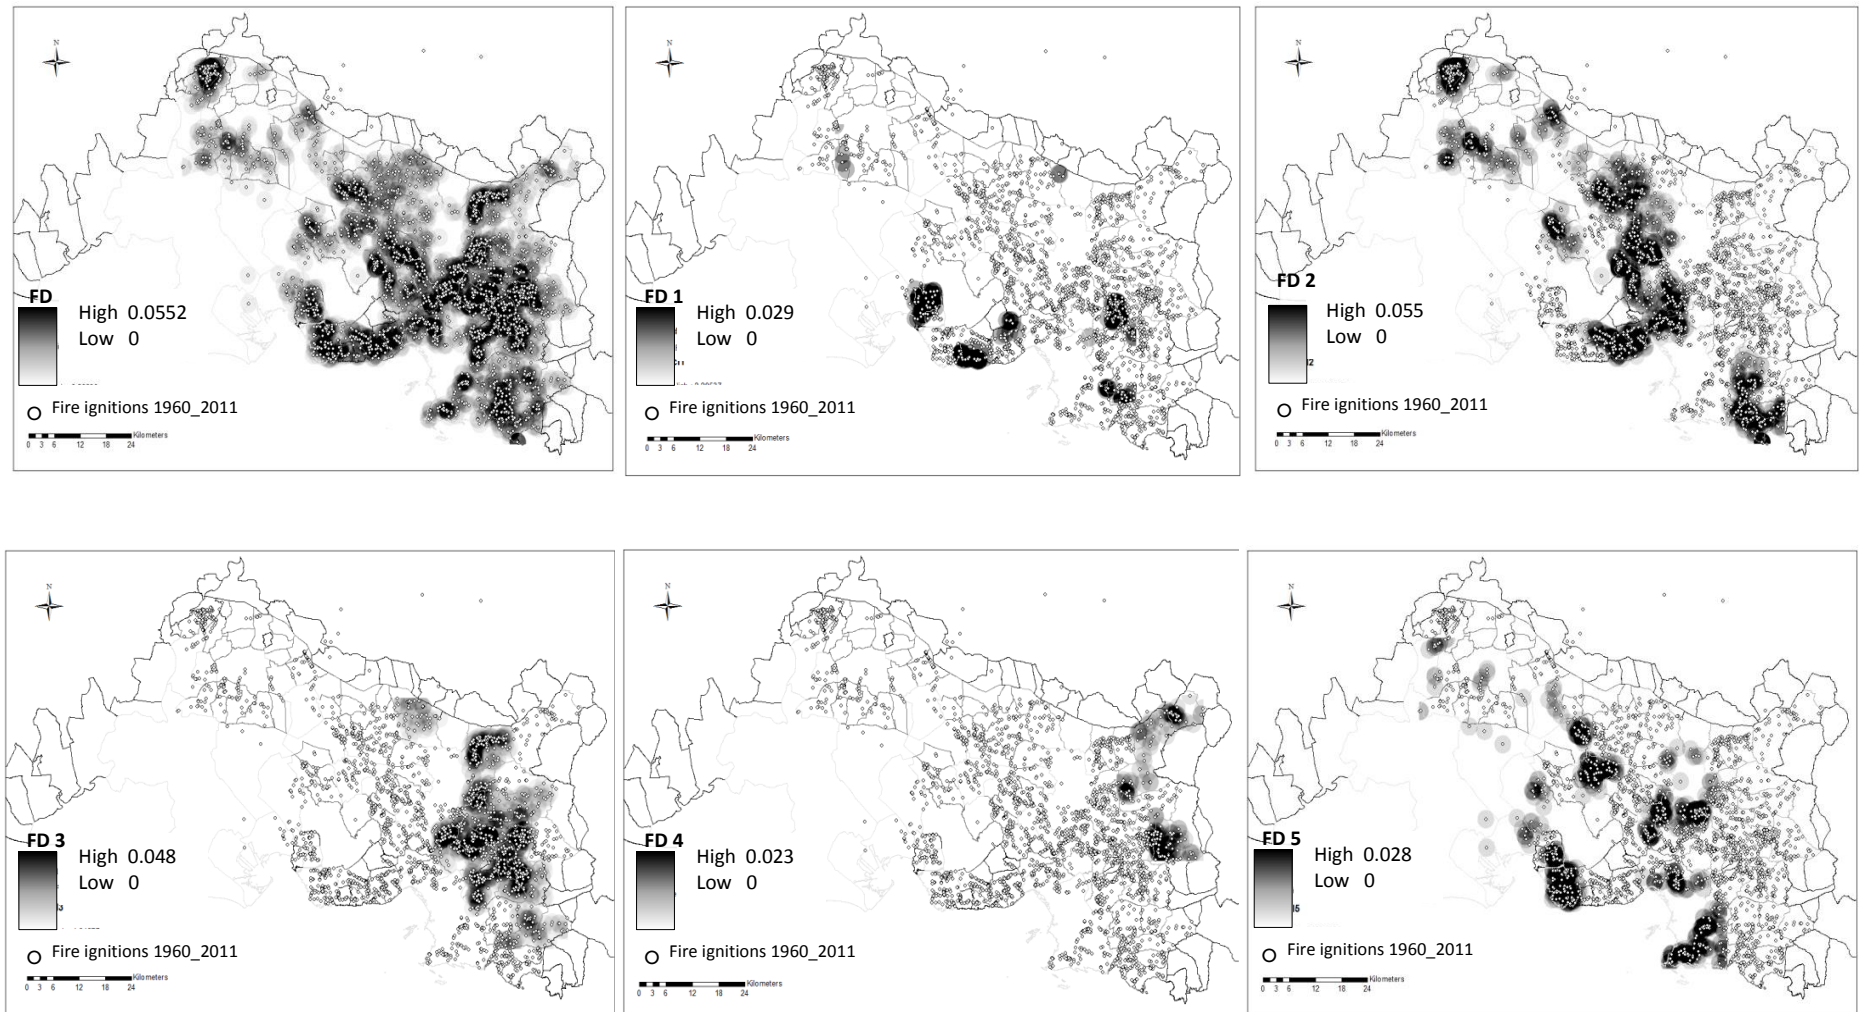 N
FD
High 0.0552
Low 0
Fire ignitions 1960_2011
0 3 6 12 18 24 Kilometers
N
FD 1
High 0.029
Low 0
Fire ignitions 1960_2011
0 3 6 12 18 24 Kilometers
N
FD 2
High 0.055
Low 0
Fire ignitions 1960_2011
0 3 6 12 18 24 Kilometers
N
FD 3
High 0.048
Low 0
Fire ignitions 1960_2011
0 3 6 12 18 24 Kilometers
N
FD 4
High 0.023
Low 0
Fire ignitions 1960_2011
0 3 6 12 18 24 Kilometers
N
FD 5
High 0.028
Low 0
Fire ignitions 1960_2011
0 3 6 12 18 24 Kilometers